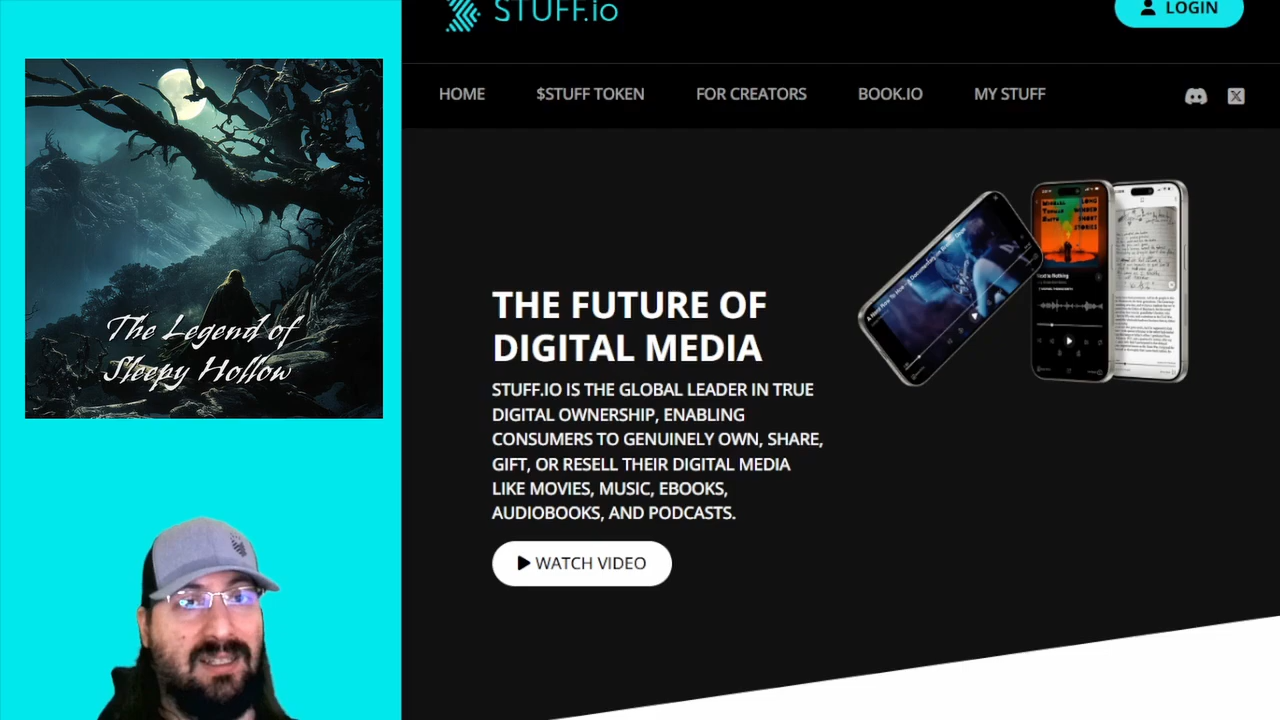 STUFF.io
LOGIN
HOME
$STUFF TOKEN
FOR CREATORS
BOOK.IO
MY STUFF
The Legend of
Sleepy Hollow
THE FUTURE OF
DIGITAL MEDIA
STUFF.IO IS THE GLOBAL LEADER IN TRUE
DIGITAL OWNERSHIP, ENABLING
CONSUMERS TO GENUINELY OWN, SHARE,
GIFT, OR RESELL THEIR DIGITAL MEDIA
LIKE MOVIES, MUSIC, EBOOKS,
AUDIOBOOKS, AND PODCASTS.
WATCH VIDEO